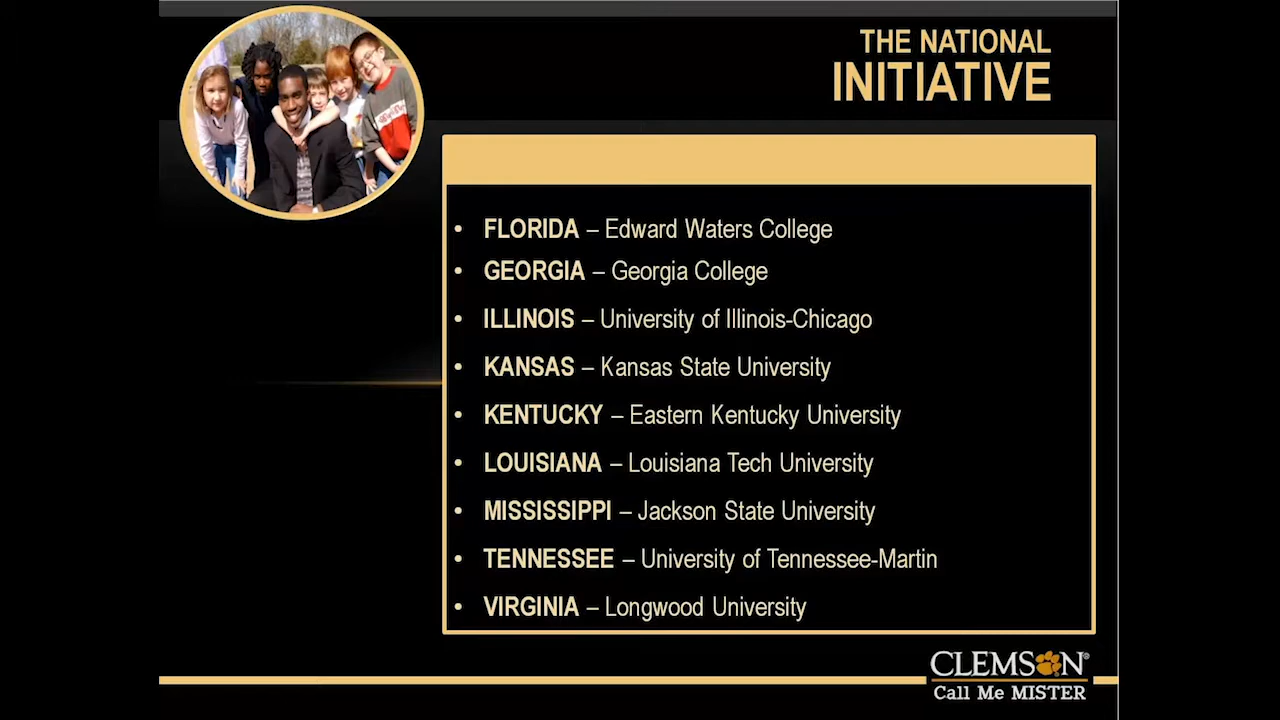 THE NATIONAL
INITIATIVE
• FLORIDA – Edward Waters College
• GEORGIA – Georgia College
• ILLINOIS – University of Illinois-Chicago
• KANSAS – Kansas State University
• KENTUCKY – Eastern Kentucky University
• LOUISIANA – Louisiana Tech University
• MISSISSIPPI – Jackson State University
• TENNESSEE – University of Tennessee-Martin
• VIRGINIA – Longwood University
CLEMSON®
Call Me MISTER